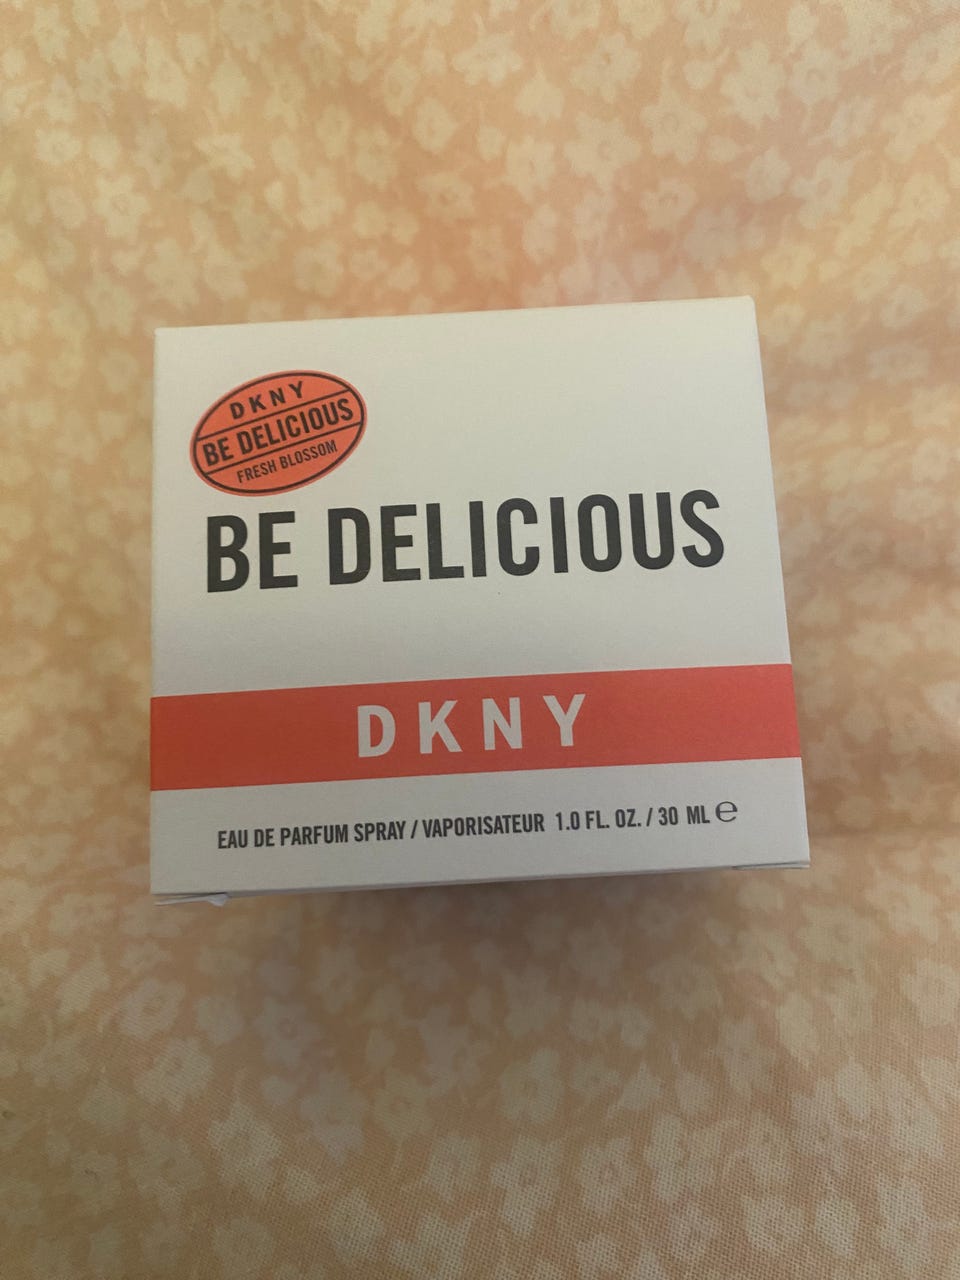 DKNY
BE DELICIOUS
FRESH BLOSSOM
BE DELICIOUS
DKNY
EAU DE PARFUM SPRAY / VAPORISATEUR 1.0 FL. OZ. / 30 ML ℮